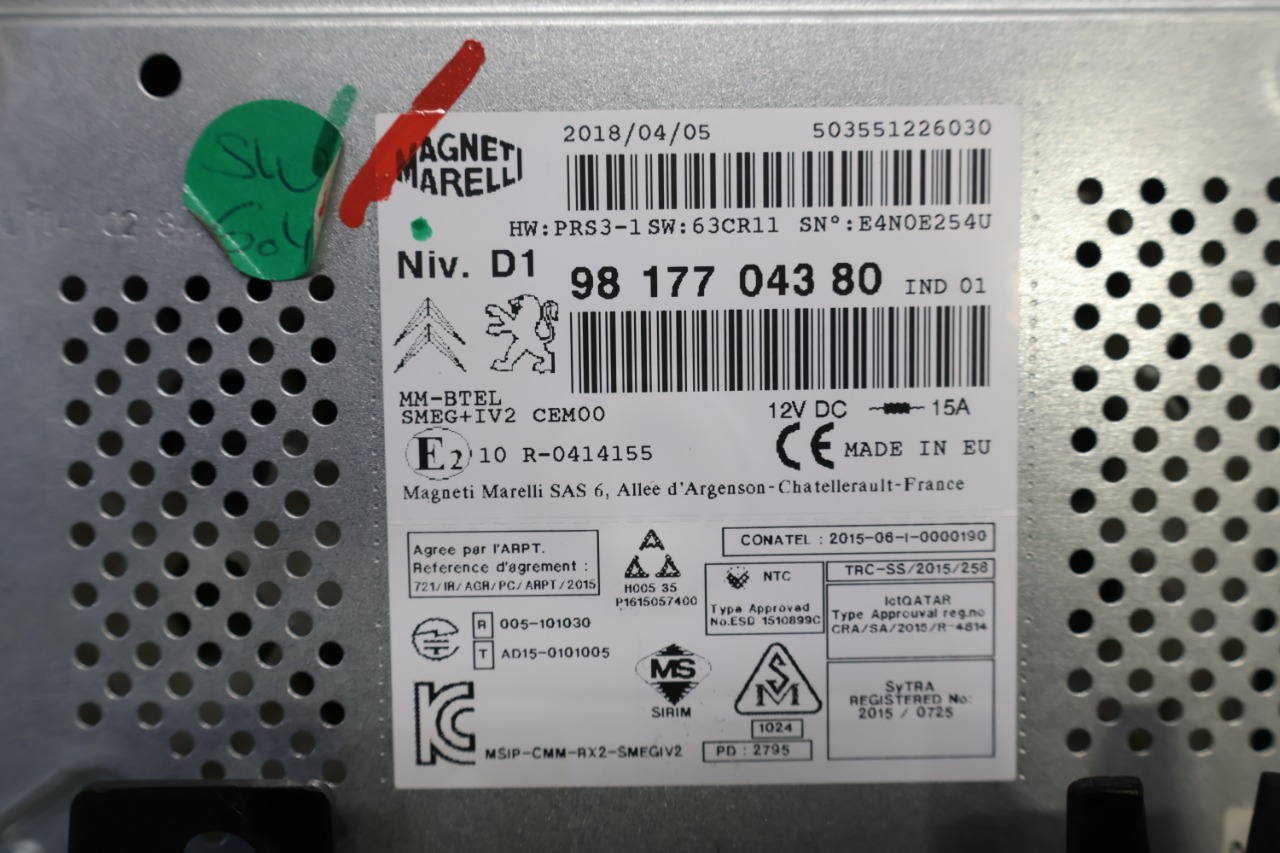 SLU
604
MAGNETI
MARELLI
2018/04/05 503551226030
HW:PRS3-1 SW:63CR11 SN°:E4N0E254U
Niv. D1
98 177 043 80 IND 01
MM-BTEL
SMEG+IV2 CEM00
12V DC 15A
E2 10 R-0414155
CE MADE IN EU
Magneti Marelli SAS 6, Allee d'Argenson-Chatellerault-France
Agree par l'ARPT.
Reference d'agrement :
721/IR/AGR/PC/ARPT/2015
H005 35
P1615057400
CONATEL : 2015-06-I-0000190
NTC
Type Approved
No.ESD 1510899C
TRC-SS/2015/258
IctQATAR
Type Approuval reg.no
CRA/SA/2015/R-4814
R 005-101030
T AD15-0101005
MS
SIRIM
SM
1024
PD : 2795
SyTRA
REGISTERED No:
2015 / 0725
KC
MSIP-CMM-RX2-SMEGIV2